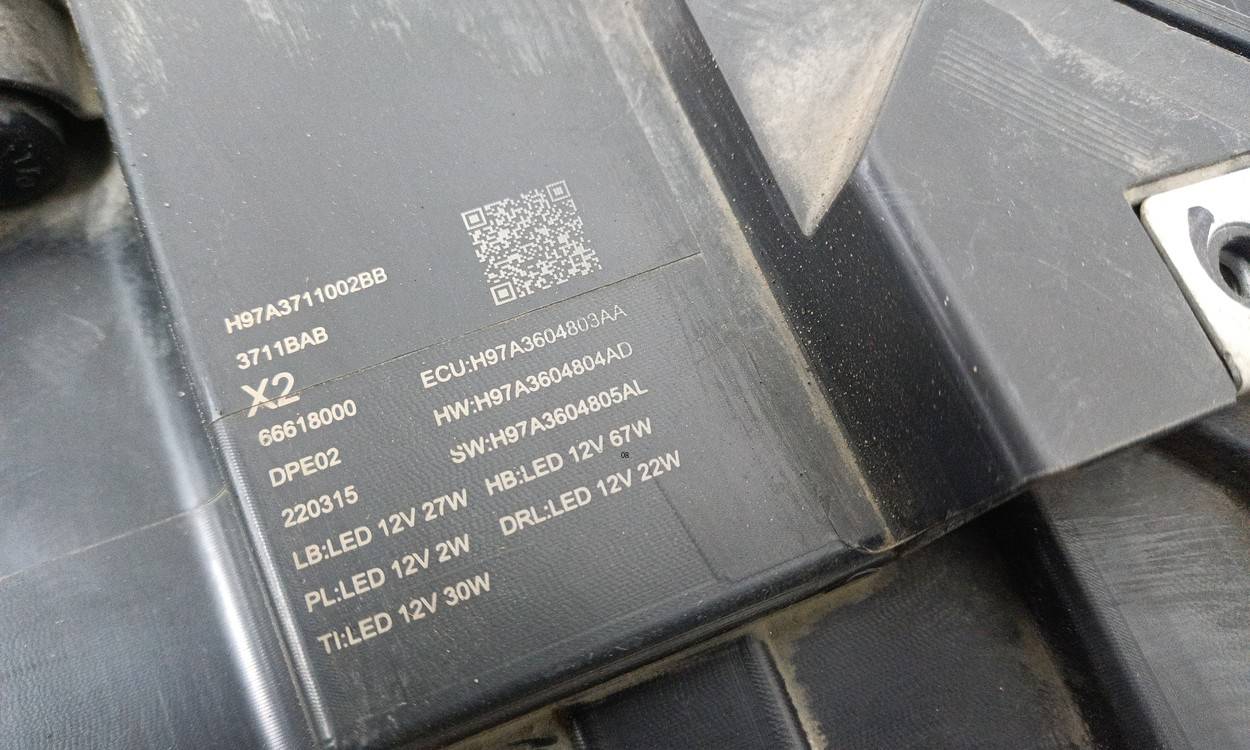 H97A3711002BB
3711BAB
X2
66618000
DPE02
220315
ECU:H97A3604803AA
HW:H97A3604804AD
SW:H97A3604805AL
LB:LED 12V 27W HB:LED 12V 67W
PL:LED 12V 2W DRL:LED 12V 22W
TI:LED 12V 30W